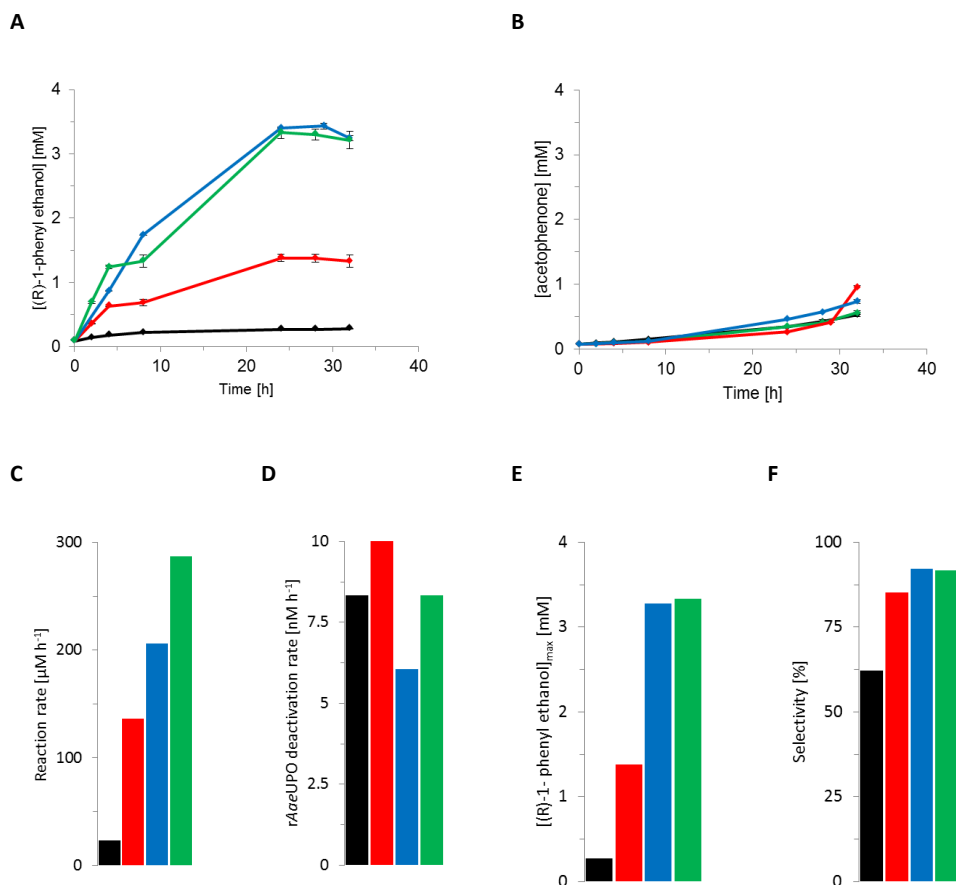 A
B
[(R)-1-phenyl ethanol] [mM]
4
3
2
1
0
0
10
20
30
40
Time [h]
[acetophenone] [mM]
4
3
2
1
0
0
10
20
30
40
Time [h]
C
D
E
F
Reaction rate [µM h⁻¹]
300
200
100
0
rAaeUPO deactivation rate [nM h⁻¹]
10
7.5
5
2.5
0
[(R)-1- phenyl ethanol]max [mM]
4
3
2
1
0
Selectivity [%]
100
75
50
25
0